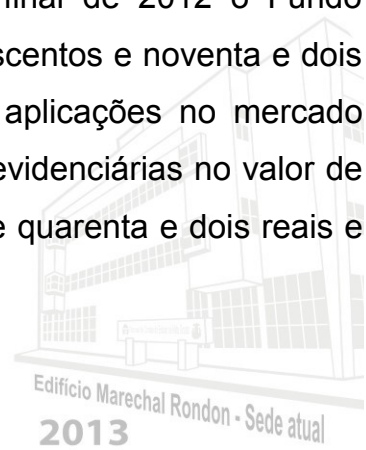 minal de 2012 o Fundo
scentos e noventa e dois
aplicações no mercado
evidenciárias no valor de
e quarenta e dois reais e
Edifício Marechal Rondon - Sede atual
2013